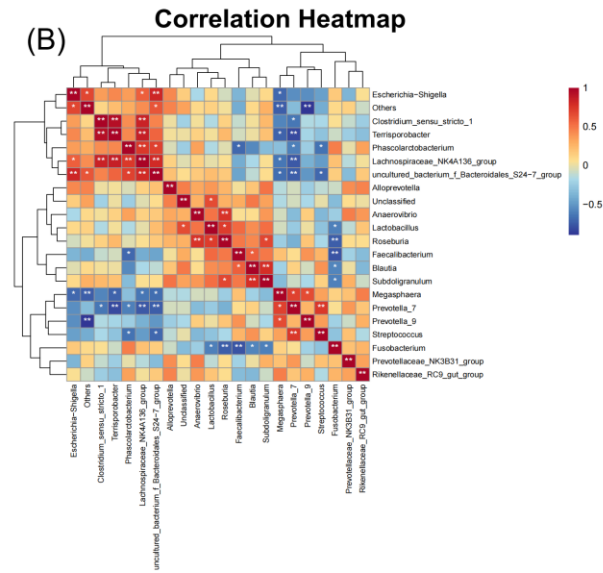 Correlation Heatmap
(B)
Escherichia-Shigella
Others
Clostridium_sensu_stricto_1
Terrisporobacter
Phascolarctobacterium
Lachnospiraceae_NK4A136_group
uncultured_bacterium_f_Bacteroidales_S24-7_group
Alloprevotella
Unclassified
Anaerovibrio
Lactobacillus
Roseburia
Faecalibacterium
Blautia
Subdoligranulum
Megasphaera
Prevotella_7
Prevotella_9
Streptococcus
Fusobacterium
Prevotellaceae_NK3B31_group
Rikenellaceae_RC9_gut_group
1
0.5
0
-0.5
Escherichia-Shigella
Others
Clostridium_sensu_stricto_1
Terrisporobacter
Phascolarctobacterium
Lachnospiraceae_NK4A136_group
uncultured_bacterium_f_Bacteroidales_S24-7_group
Alloprevotella
Unclassified
Anaerovibrio
Lactobacillus
Roseburia
Faecalibacterium
Blautia
Subdoligranulum
Megasphaera
Prevotella_7
Prevotella_9
Streptococcus
Fusobacterium
Prevotellaceae_NK3B31_group
Rikenellaceae_RC9_gut_group